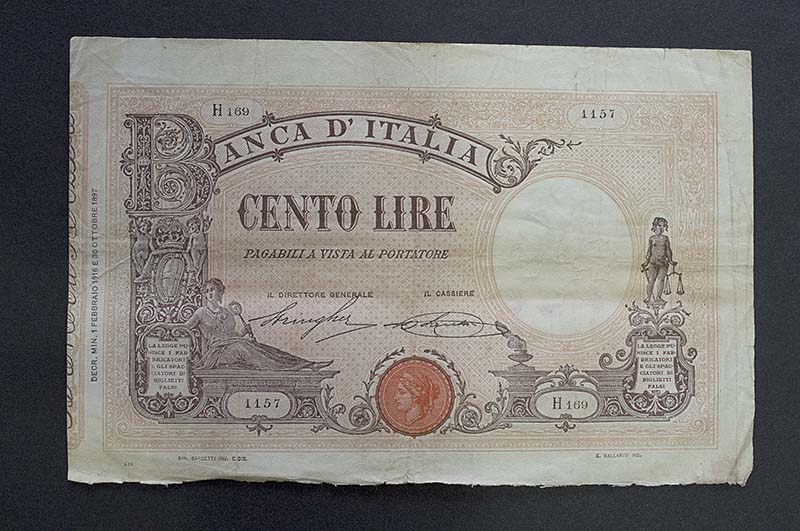 H 169
1157
BANCA D'ITALIA
CENTO LIRE
PAGABILI A VISTA AL PORTATORE
IL DIRETTORE GENERALE
IL CASSIERE
Stringher
DECR. MIN. 1 FEBBRAIO 1916 E 30 OTTOBRE 1897
LA LEGGE PU-
NISCE I FAB-
BRICATORI
E GLI SPAC-
CIATORI DI
BIGLIETTI
FALSI
LA LEGGE PU-
NISCE I FAB-
BRICATORI
E GLI SPAC-
CIATORI DI
BIGLIETTI
FALSI
1157
H 169